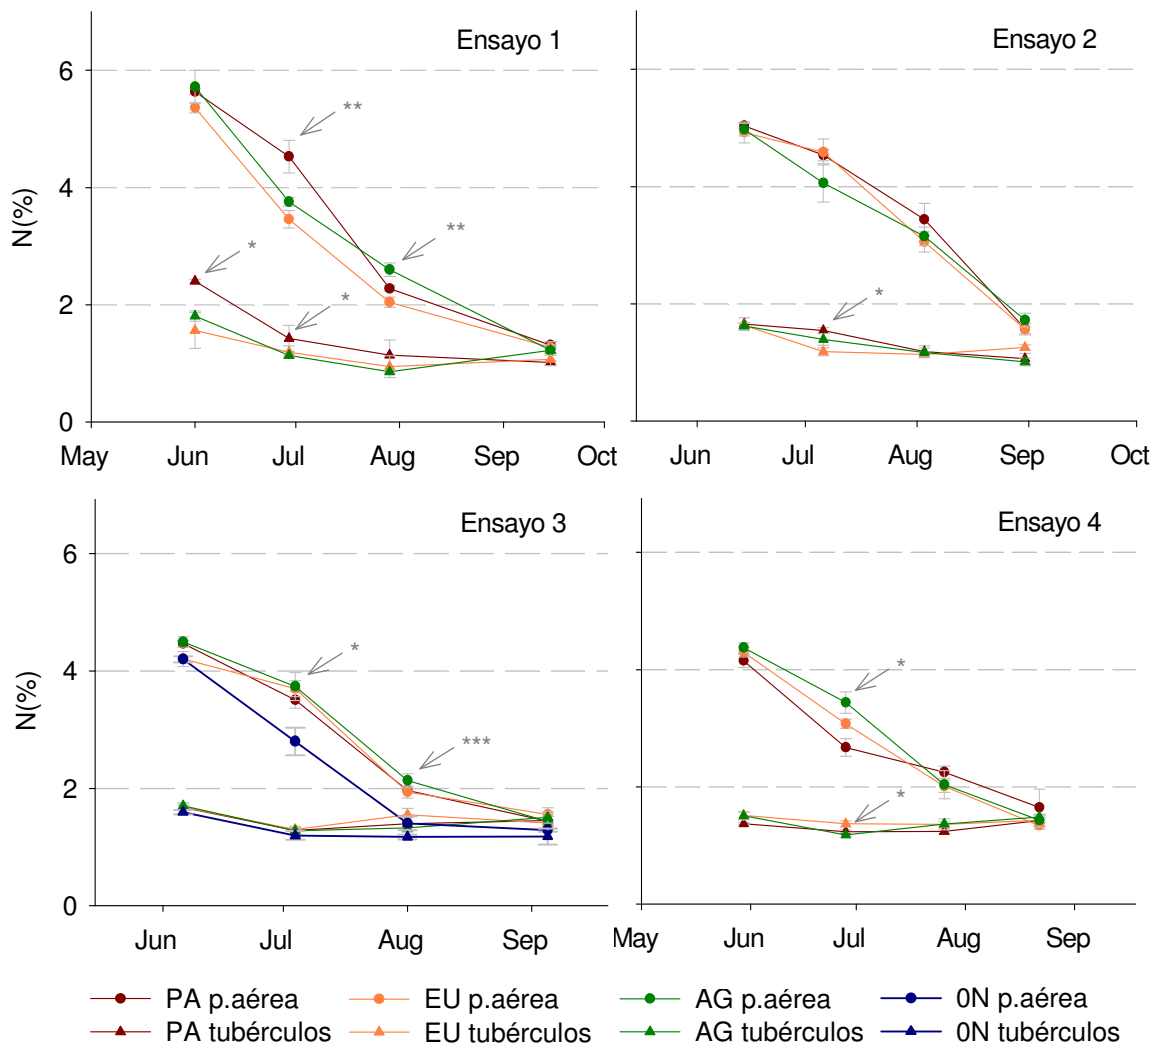 Ensayo 1
Ensayo 2
6
**
4
N(%)
**
*
*
*
2
0
May Jun Jul Aug Sep Oct
Jun Jul Aug Sep Oct
Ensayo 3
Ensayo 4
6
*
*
4
N(%)
***
2
*
0
Jun Jul Aug Sep
May Jun Jul Aug Sep
PA p.aérea EU p.aérea AG p.aérea 0N p.aérea
PA tubérculos EU tubérculos AG tubérculos 0N tubérculos